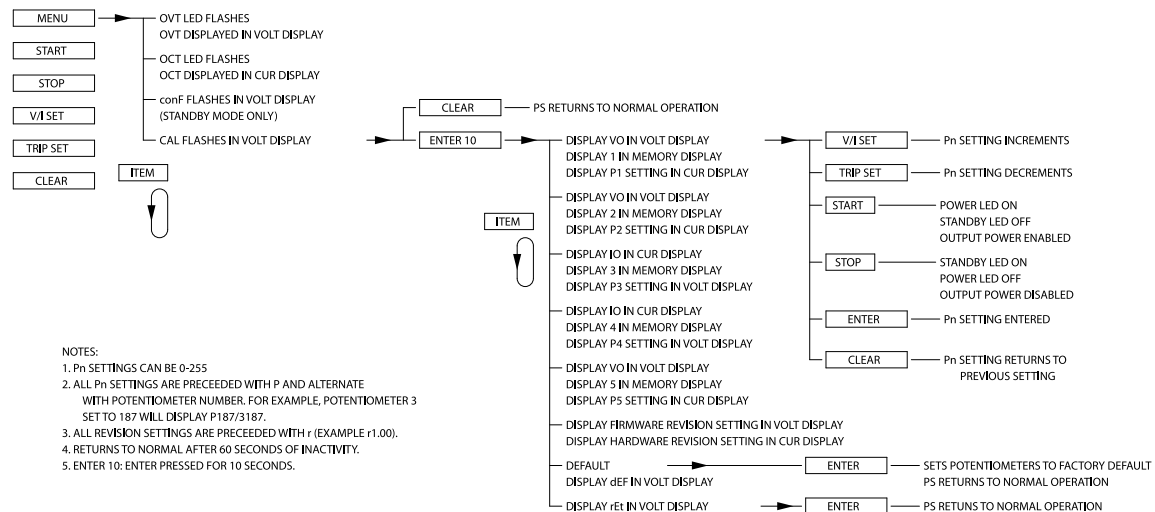 MENU
START
STOP
V/I SET
TRIP SET
CLEAR
OVT LED FLASHES
OVT DISPLAYED IN VOLT DISPLAY
OCT LED FLASHES
OCT DISPLAYED IN CUR DISPLAY
conF FLASHES IN VOLT DISPLAY
(STANDBY MODE ONLY)
CAL FLASHES IN VOLT DISPLAY
ITEM
CLEAR
PS RETURNS TO NORMAL OPERATION
ENTER 10
ITEM
DISPLAY VO IN VOLT DISPLAY
DISPLAY 1 IN MEMORY DISPLAY
DISPLAY P1 SETTING IN CUR DISPLAY
DISPLAY VO IN VOLT DISPLAY
DISPLAY 2 IN MEMORY DISPLAY
DISPLAY P2 SETTING IN CUR DISPLAY
DISPLAY IO IN CUR DISPLAY
DISPLAY 3 IN MEMORY DISPLAY
DISPLAY P3 SETTING IN VOLT DISPLAY
DISPLAY IO IN CUR DISPLAY
DISPLAY 4 IN MEMORY DISPLAY
DISPLAY P4 SETTING IN VOLT DISPLAY
DISPLAY VO IN VOLT DISPLAY
DISPLAY 5 IN MEMORY DISPLAY
DISPLAY P5 SETTING IN CUR DISPLAY
DISPLAY FIRMWARE REVISION SETTING IN VOLT DISPLAY
DISPLAY HARDWARE REVISION SETTING IN CUR DISPLAY
DEFAULT
DISPLAY dEF IN VOLT DISPLAY
ENTER
SETS POTENTIOMETERS TO FACTORY DEFAULT
PS RETURNS TO NORMAL OPERATION
DISPLAY rEt IN VOLT DISPLAY
ENTER
PS RETUNS TO NORMAL OPERATION
V/I SET
Pn SETTING INCREMENTS
TRIP SET
Pn SETTING DECREMENTS
START
POWER LED ON
STANDBY LED OFF
OUTPUT POWER ENABLED
STOP
STANDBY LED ON
POWER LED OFF
OUTPUT POWER DISABLED
ENTER
Pn SETTING ENTERED
CLEAR
Pn SETTING RETURNS TO
PREVIOUS SETTING
NOTES:
1. Pn SETTINGS CAN BE 0-255
2. ALL Pn SETTINGS ARE PRECEEDED WITH P AND ALTERNATE
WITH POTENTIOMETER NUMBER. FOR EXAMPLE, POTENTIOMETER 3
SET TO 187 WILL DISPLAY P187/3187.
3. ALL REVISION SETTINGS ARE PRECEEDED WITH r (EXAMPLE r1.00).
4. RETURNS TO NORMAL AFTER 60 SECONDS OF INACTIVITY.
5. ENTER 10: ENTER PRESSED FOR 10 SECONDS.